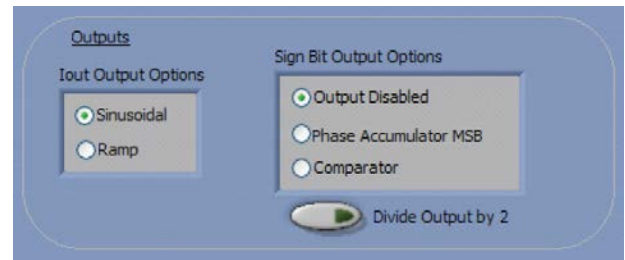 Outputs
Iout Output Options
Sinusoidal
Ramp
Sign Bit Output Options
Output Disabled
Phase Accumulator MSB
Comparator
Divide Output by 2